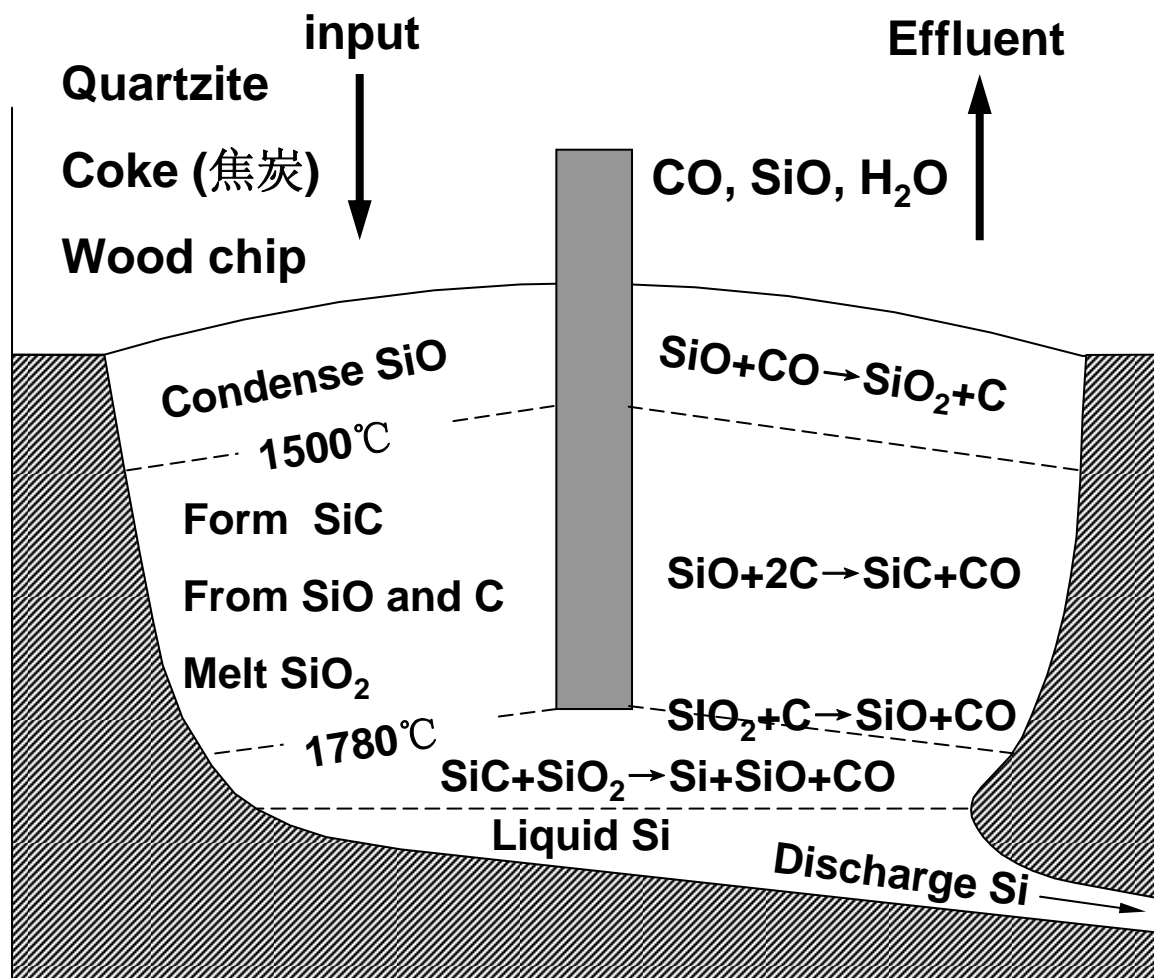 input
Quartzite
Coke (焦炭)
Wood chip
Effluent
CO, SiO, H₂O
Condense SiO
1500℃
Form SiC
From SiO and C
Melt SiO₂
1780℃
SiO+CO→SiO₂+C
SiO+2C→SiC+CO
SIO₂+C→SiO+CO
SiC+SiO₂→Si+SiO+CO
Liquid Si
Discharge Si